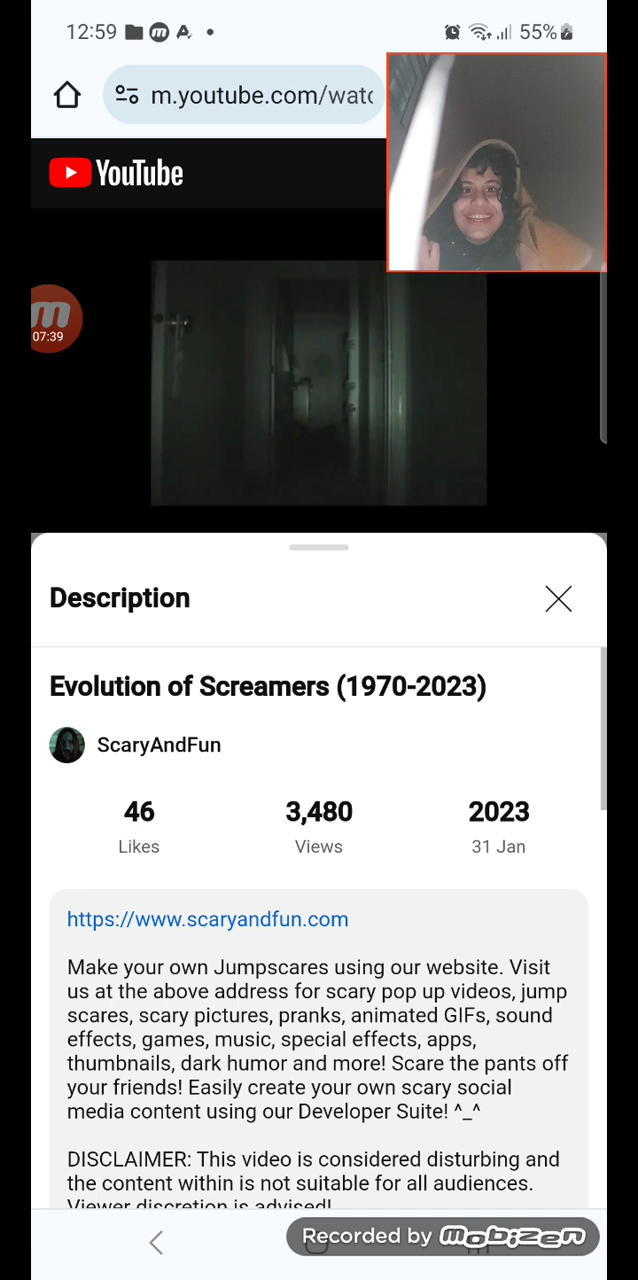 12:59
55%
m.youtube.com/watc
YouTube
07:39
Description
Evolution of Screamers (1970-2023)
ScaryAndFun
46
3,480
2023
Likes
Views
31 Jan
https://www.scaryandfun.com
Make your own Jumpscares using our website. Visit
us at the above address for scary pop up videos, jump
scares, scary pictures, pranks, animated GIFs, sound
effects, games, music, special effects, apps,
thumbnails, dark humor and more! Scare the pants off
your friends! Easily create your own scary social
media content using our Developer Suite! ^_^
DISCLAIMER: This video is considered disturbing and
the content within is not suitable for all audiences.
Viewer discretion is advised!
Recorded by mobizen